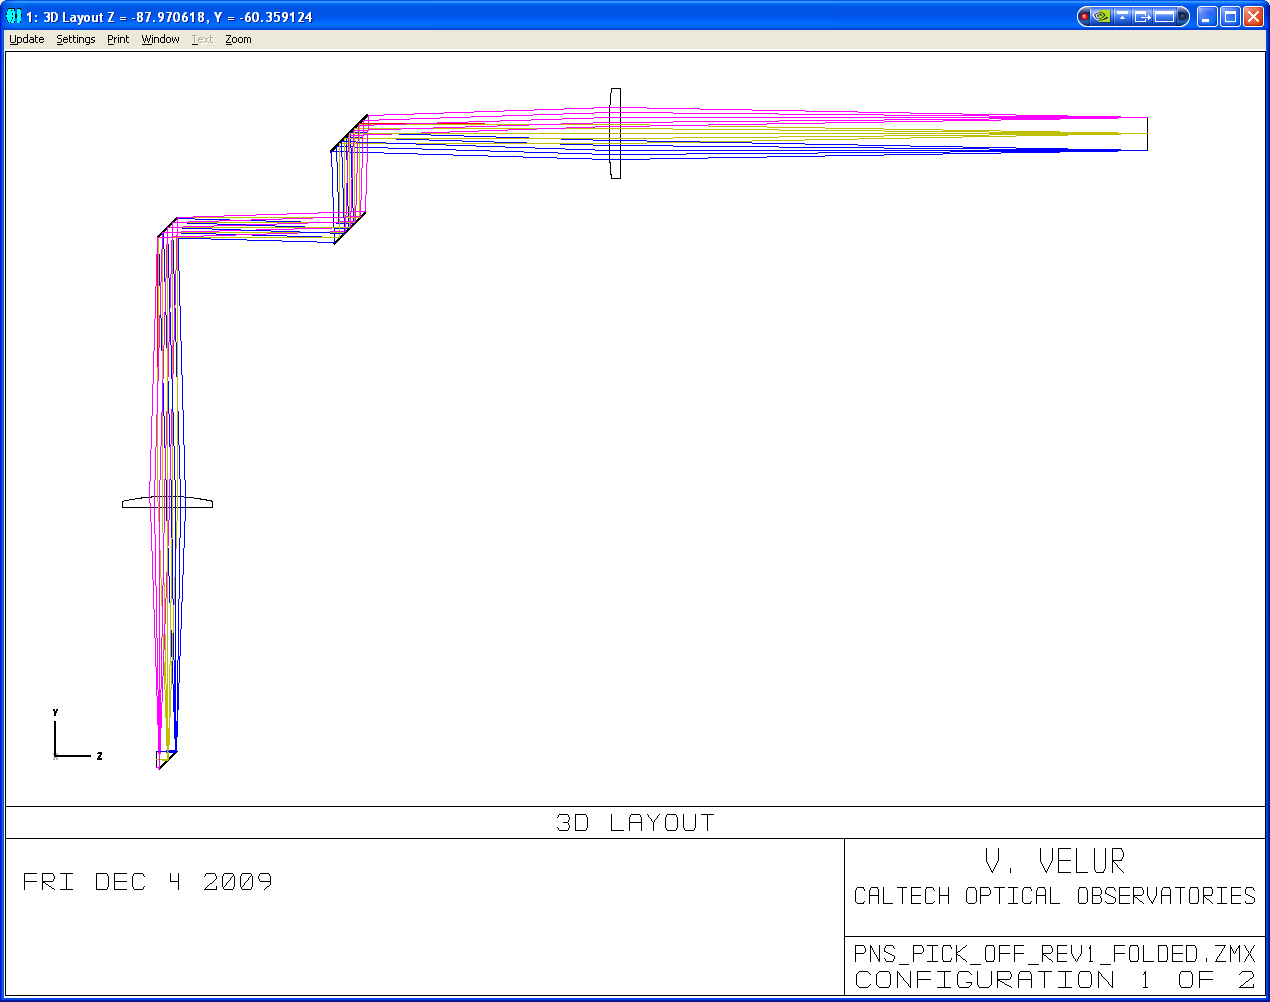 1: 3D Layout Z = -87.970618, Y = -60.359124
Update Settings Print Window Text Zoom
Y
Z
3D LAYOUT
FRI DEC 4 2009
V. VELUR
CALTECH OPTICAL OBSERVATORIES
PNS_PICK_OFF_REV1_FOLDED.ZMX
CONFIGURATION 1 OF 2